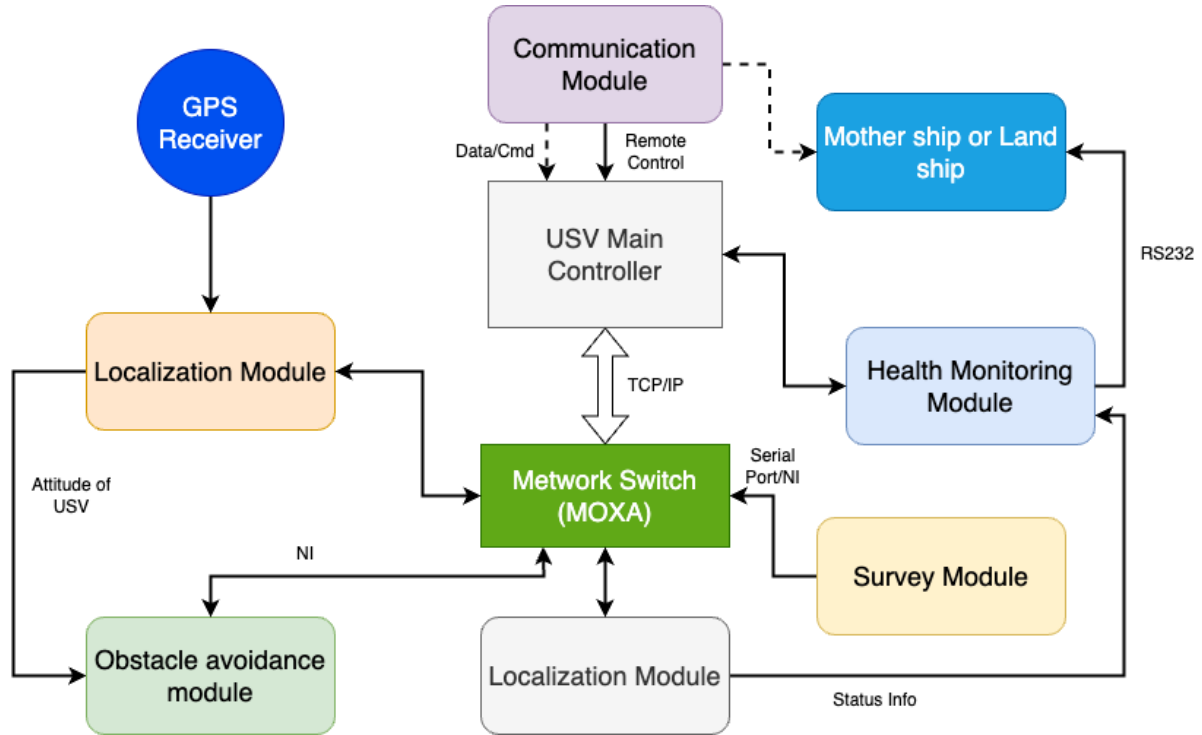 Communication
Module
GPS
Receiver
Mother ship or Land
ship
Data/Cmd
Remote
Control
USV Main
Controller
RS232
Localization Module
TCP/IP
Health Monitoring
Module
Serial
Port/NI
Metwork Switch
(MOXA)
Attitude of
USV
NI
Survey Module
Obstacle avoidance
module
Localization Module
Status Info